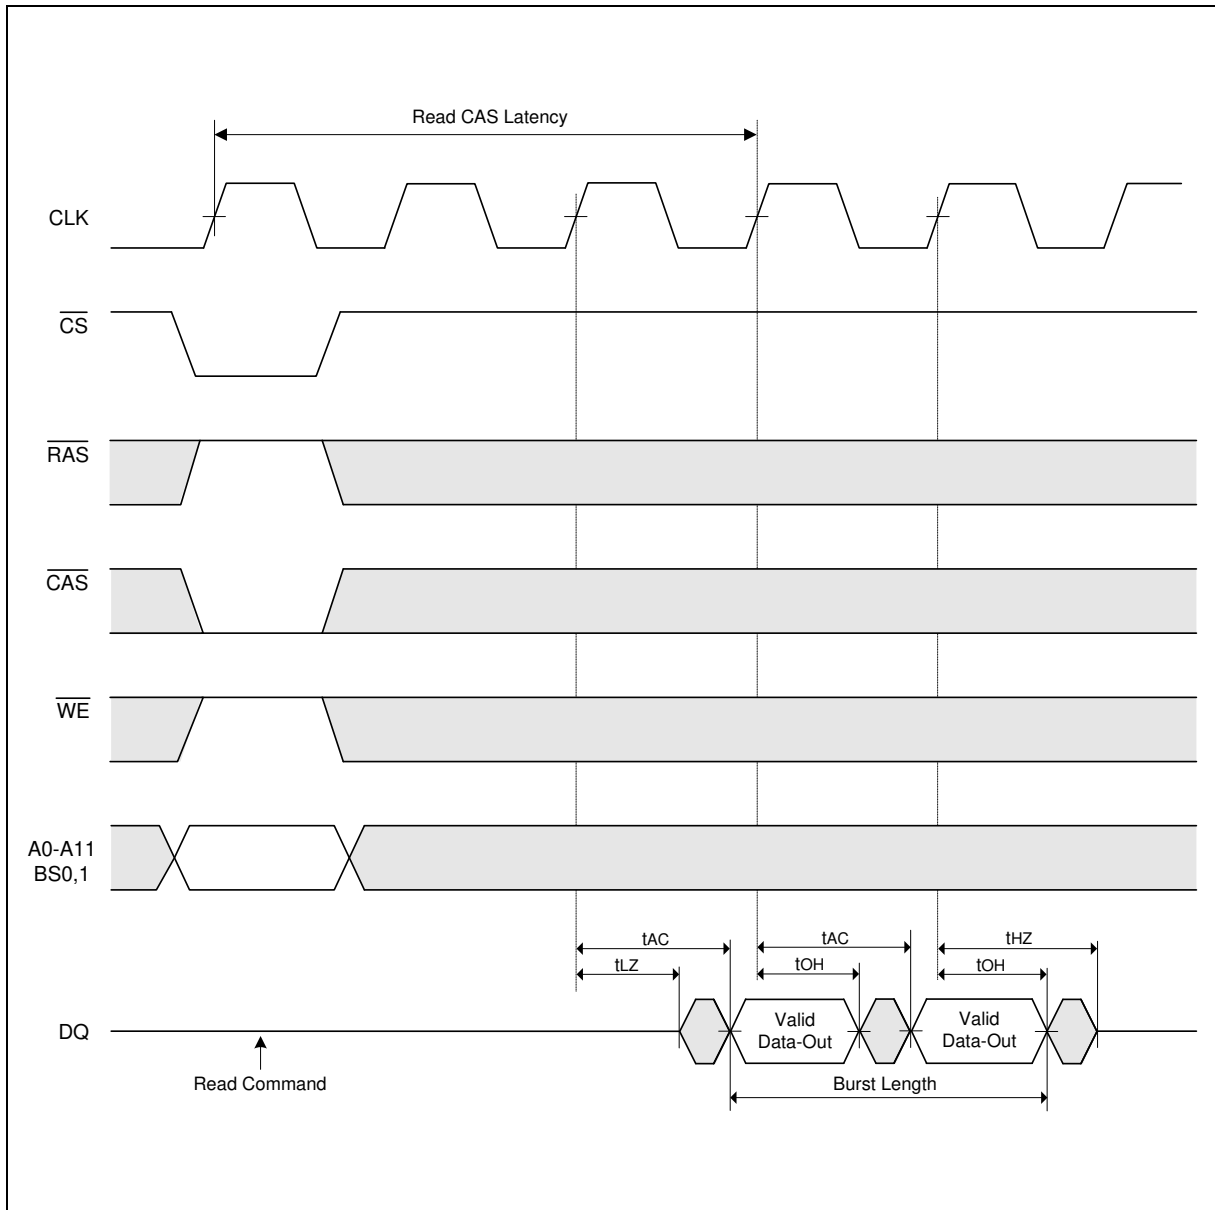 Read CAS Latency
CLK
CS
RAS
CAS
WE
A0-A11
BS0,1
tAC tAC tHZ
tLZ tOH tOH
DQ
Valid
Data-Out
Valid
Data-Out
Read Command
Burst Length